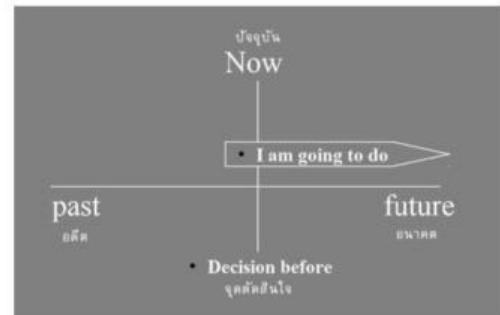 ปัจจุบัน
Now
• I am going to do
past
future
อดีต
อนาคต
• Decision before
จุดตัดสินใจ